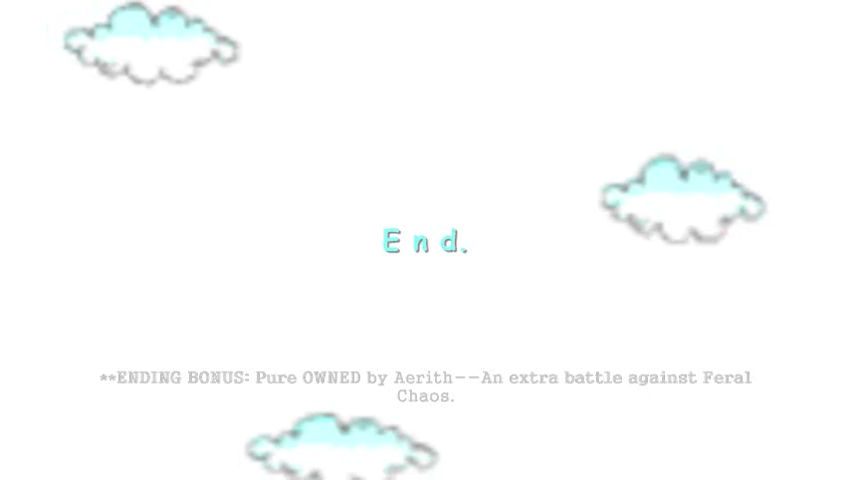 E n d.
**ENDING BONUS: Pure OWNED by Aerith--An extra battle against Feral
Chaos.